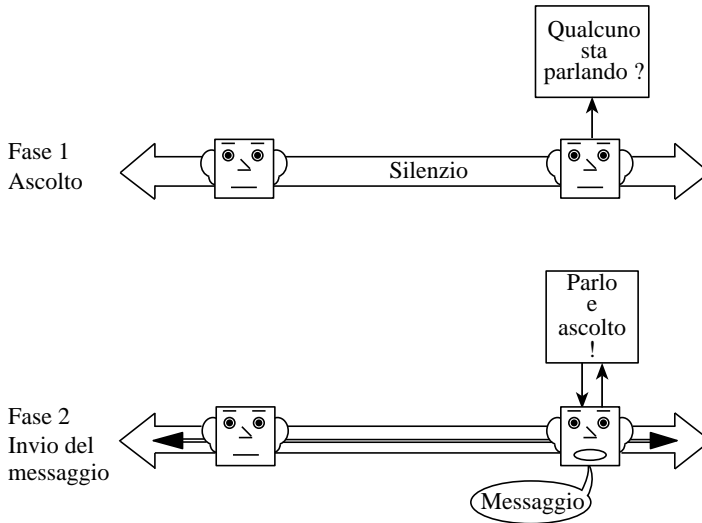 Qualcuno
sta
parlando ?
Fase 1
Ascolto
Silenzio
Parlo
e
ascolto
!
Fase 2
Invio del
messaggio
Messaggio